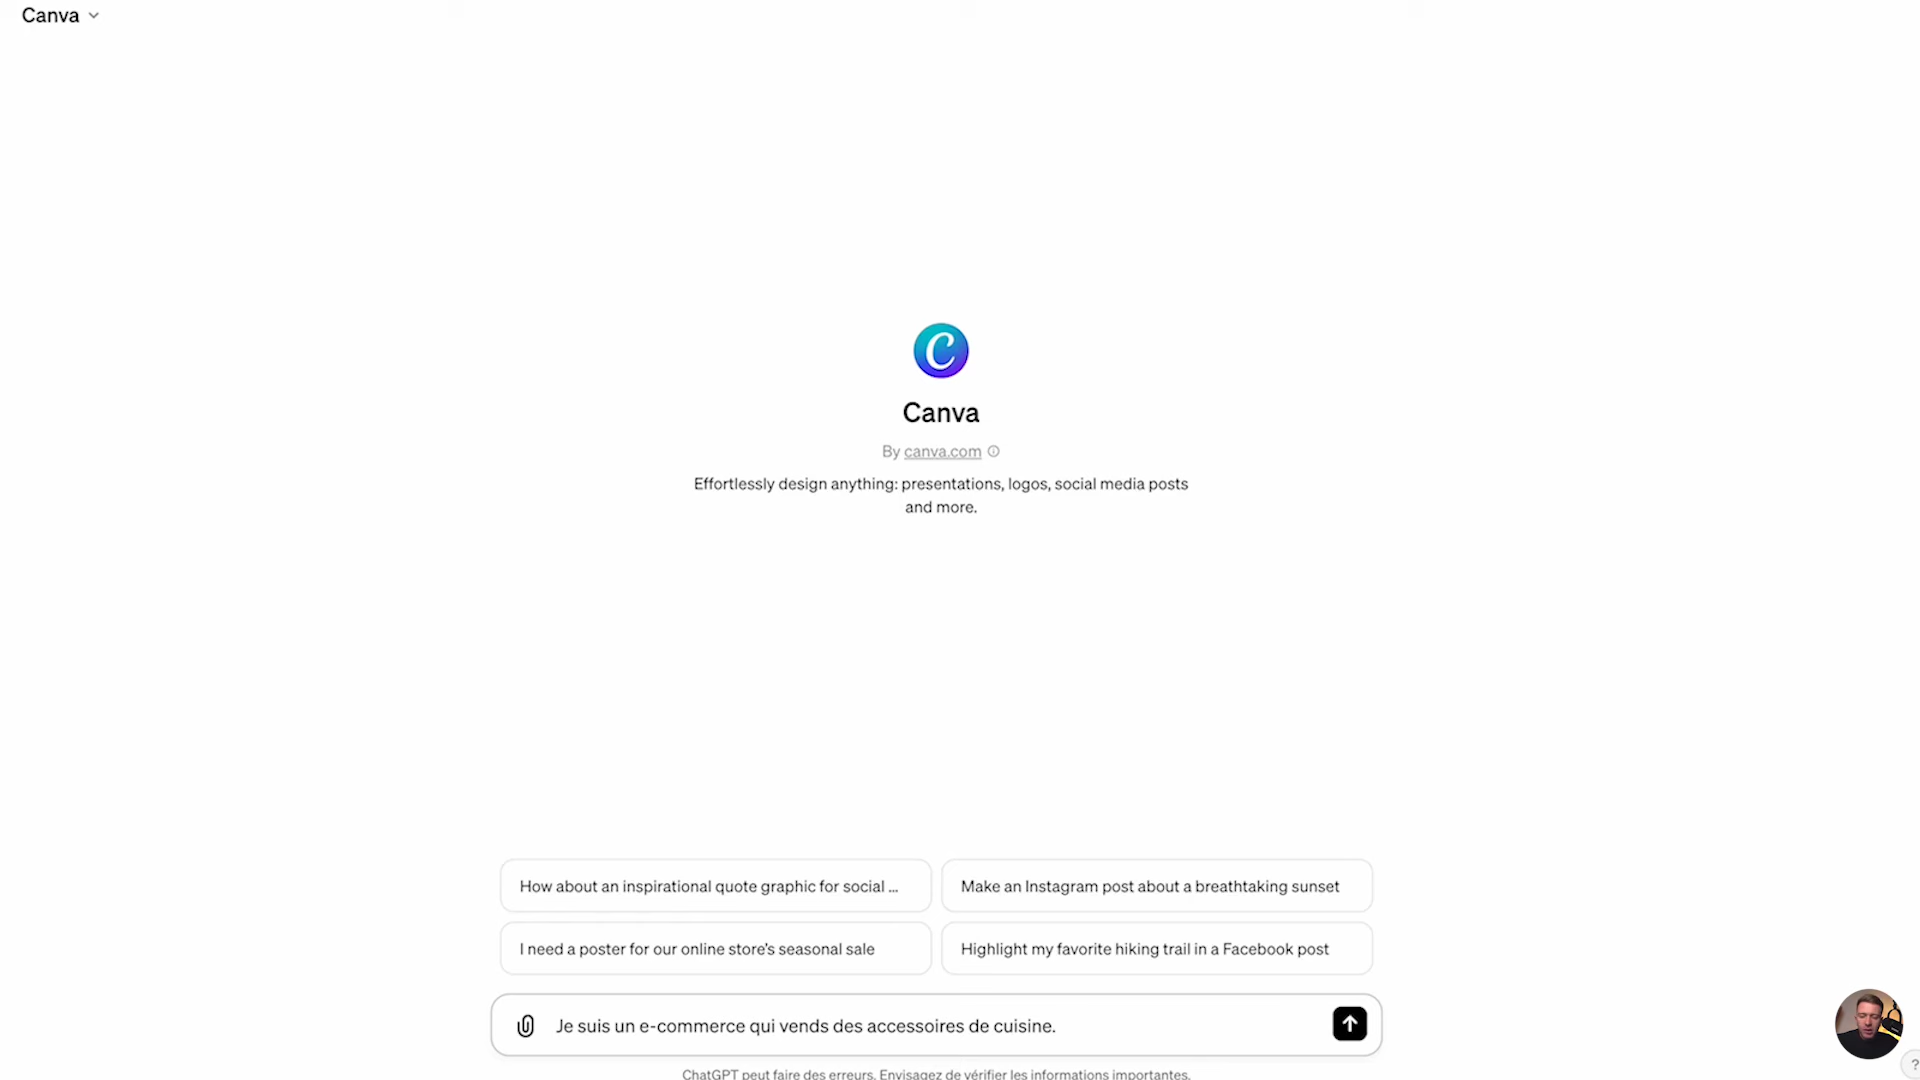 Canva
C
Canva
By canva.com
Effortlessly design anything: presentations, logos, social media posts
and more.
How about an inspirational quote graphic for social ...
Make an Instagram post about a breathtaking sunset
I need a poster for our online store's seasonal sale
Highlight my favorite hiking trail in a Facebook post
Je suis un e-commerce qui vends des accessoires de cuisine.
ChatGPT peut faire des erreurs. Envisagez de vérifier les informations importantes.
?